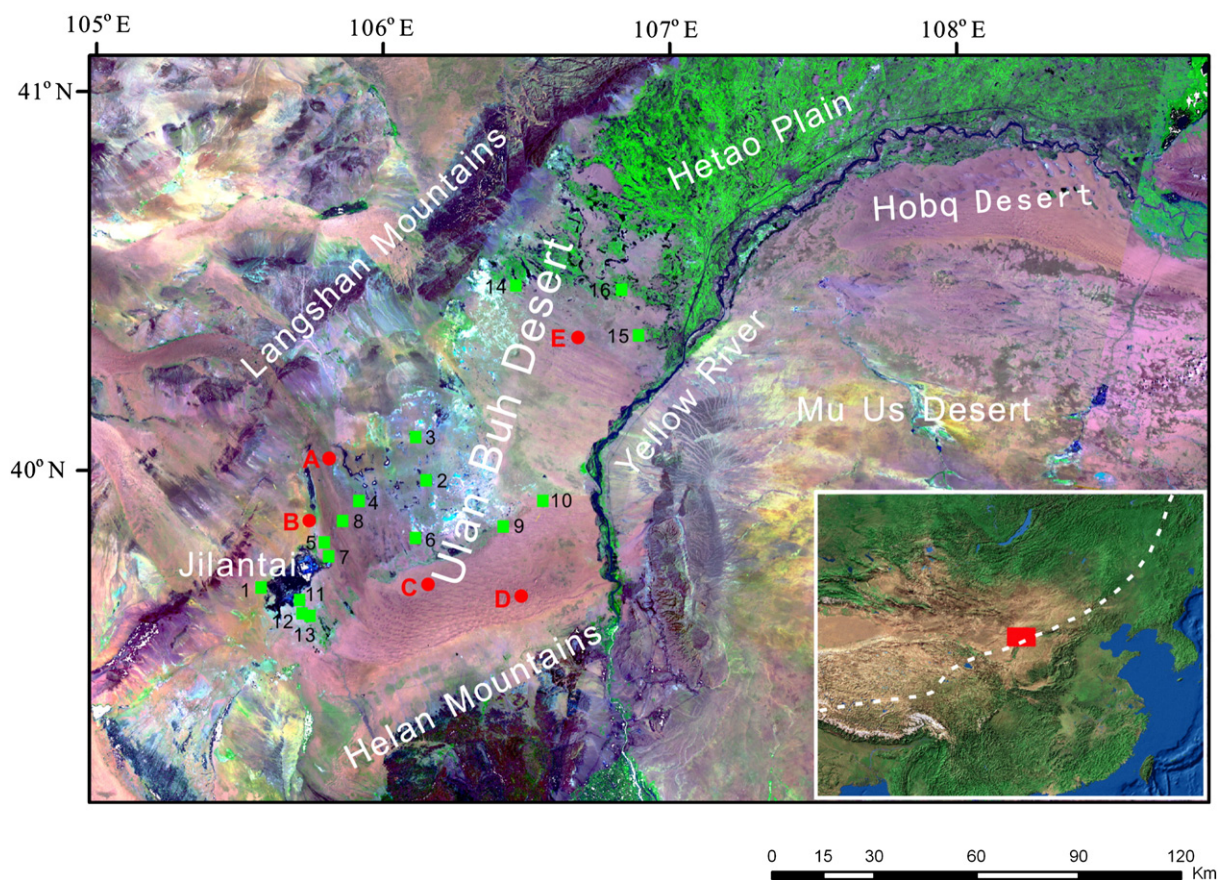 105°E
106°E
107°E
108°E
41°N
Hetao Plain
Langshan Mountains
Hobq Desert
14
16
Ulan Buh Desert
E
15
Yellow River
Mu Us Desert
3
40°N
A
2
4
10
B
8
9
5
6
7
Jilantai
C
1
11
D
12
13
Helan Mountains
0 15 30 60 90 120
Km